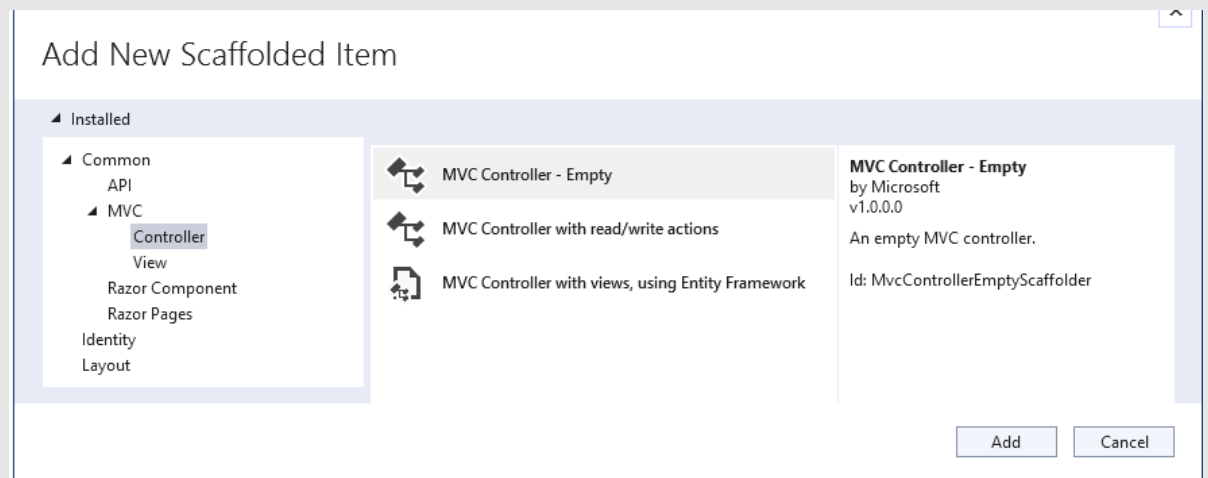 Add New Scaffolded Item
Installed
Common
API
MVC
Controller
View
Razor Component
Razor Pages
Identity
Layout
MVC Controller - Empty
MVC Controller with read/write actions
MVC Controller with views, using Entity Framework
MVC Controller - Empty
by Microsoft
v1.0.0.0
An empty MVC controller.
Id: MvcControllerEmptyScaffolder
Add
Cancel